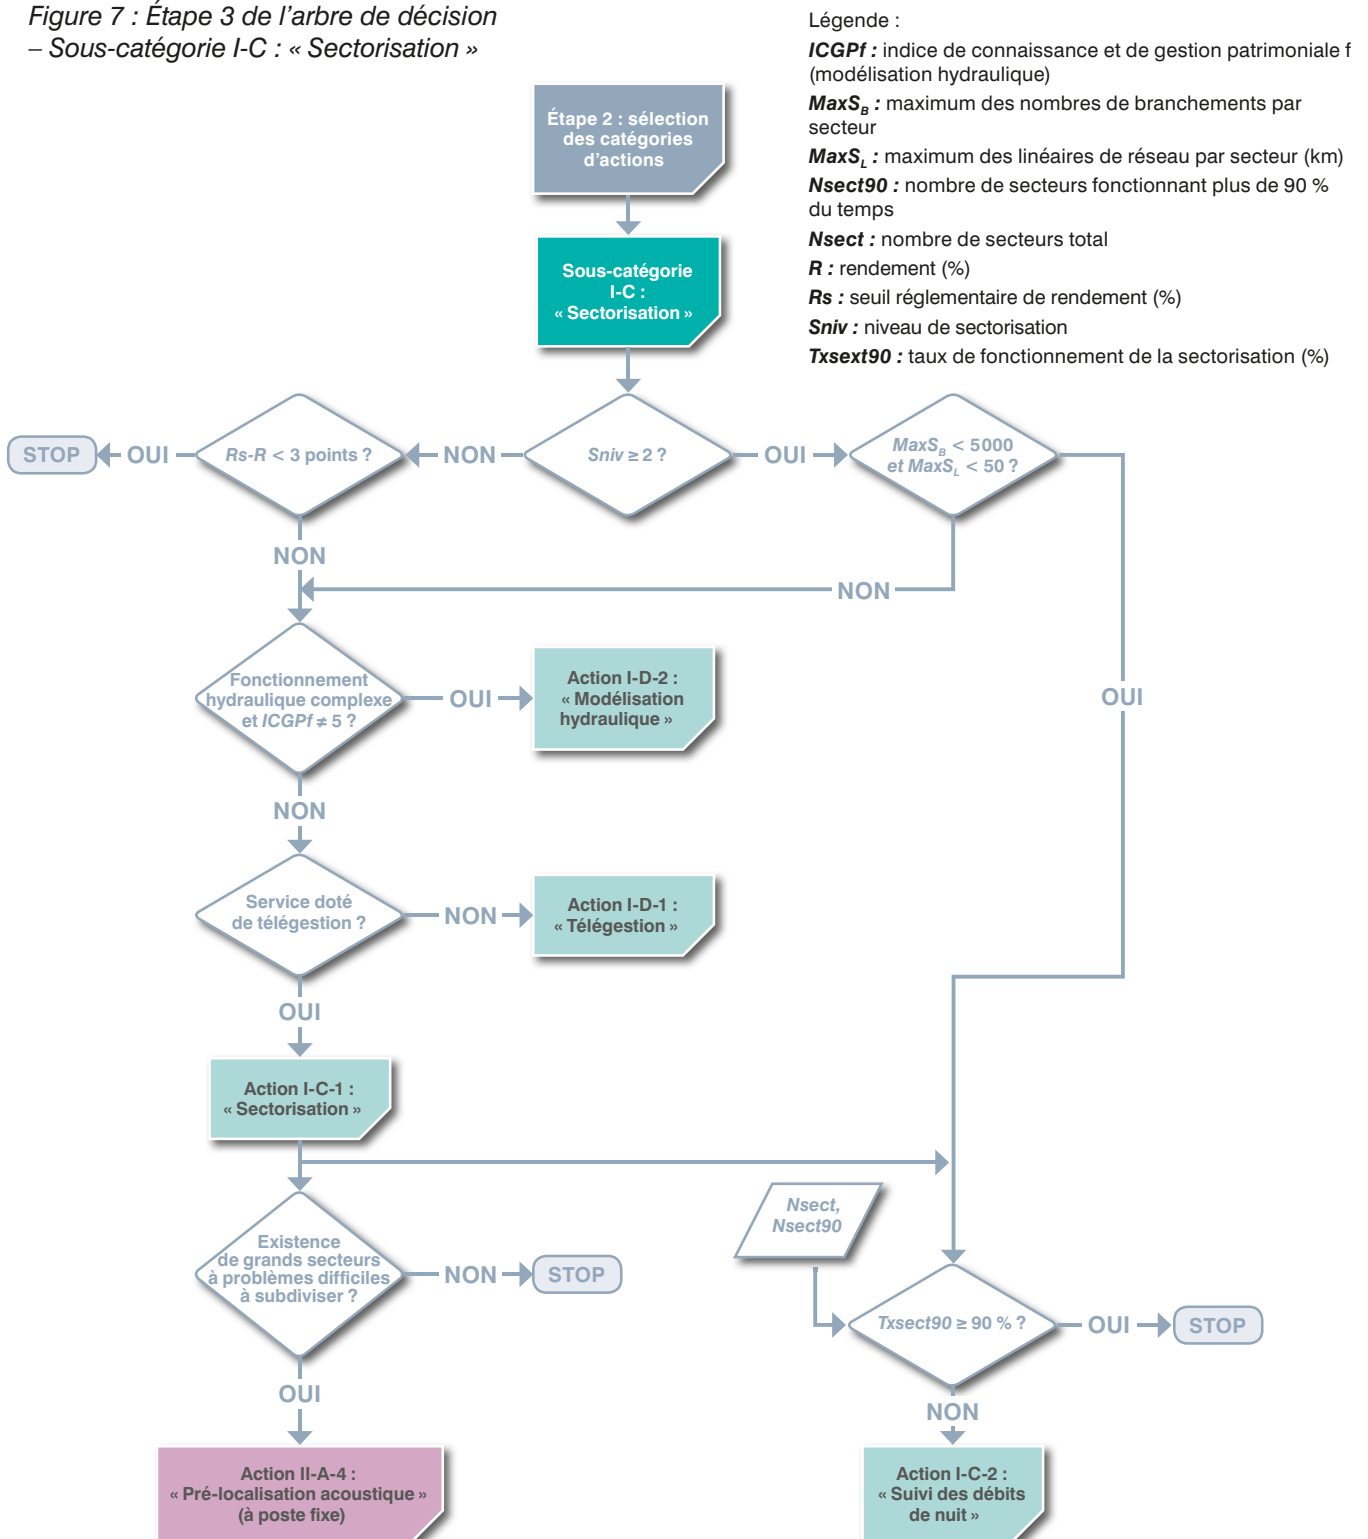 Figure 7 : Étape 3 de l’arbre de décision
– Sous-catégorie I-C : « Sectorisation »
Légende :
ICGPf : indice de connaissance et de gestion patrimoniale f
(modélisation hydraulique)
MaxS_B : maximum des nombres de branchements par
secteur
MaxS_L : maximum des linéaires de réseau par secteur (km)
Nsect90 : nombre de secteurs fonctionnant plus de 90 %
du temps
Nsect : nombre de secteurs total
R : rendement (%)
Rs : seuil réglementaire de rendement (%)
Sniv : niveau de sectorisation
Txsext90 : taux de fonctionnement de la sectorisation (%)
Étape 2 : sélection
des catégories
d’actions
Sous-catégorie
I-C :
« Sectorisation »
STOP
OUI
Rs-R < 3 points ?
NON
Sniv ≥ 2 ?
OUI
MaxS_B < 5000
et MaxS_L < 50 ?
NON
NON
Fonctionnement
hydraulique complexe
et ICGPf ≠ 5 ?
OUI
Action I-D-2 :
« Modélisation
hydraulique »
OUI
NON
Service doté
de télégestion ?
NON
Action I-D-1 :
« Télégestion »
OUI
Action I-C-1 :
« Sectorisation »
Nsect,
Nsect90
Existence
de grands secteurs
à problèmes difficiles
à subdiviser ?
NON
STOP
Txsect90 ≥ 90 % ?
OUI
STOP
OUI
NON
Action II-A-4 :
« Pré-localisation acoustique »
(à poste fixe)
Action I-C-2 :
« Suivi des débits
de nuit »